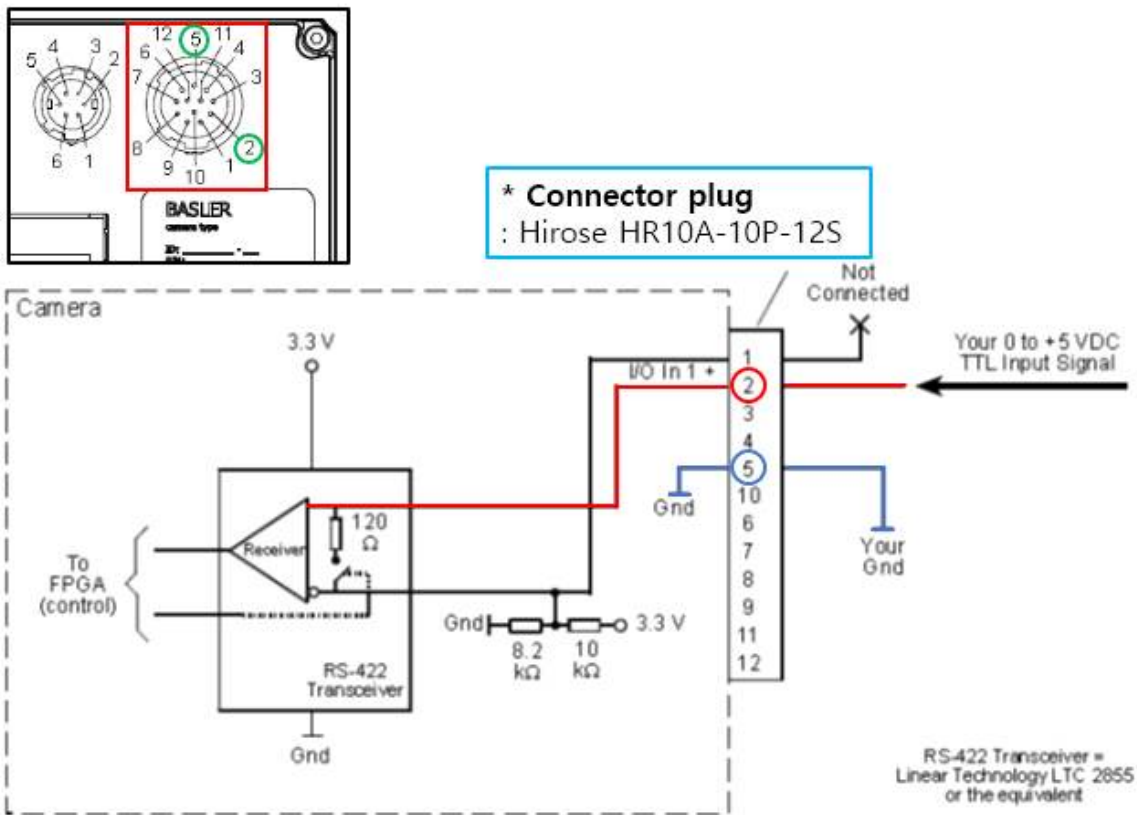 12
5
11
6
4
7
3
8
2
9
10
1
4
3
5
2
6
1
BASLER
camera type
* Connector plug
: Hirose HR10A-10P-12S
Not
Connected
Camera
3.3 V
I/O In 1 +
1
2
3
4
5
10
6
7
8
9
11
12
Your 0 to +5 VDC
TTL Input Signal
Gnd
Your
Gnd
Receiver
120
Ω
To
FPGA
(control)
Gnd
3.3 V
8.2
kΩ
10
kΩ
RS-422
Transceiver
Gnd
RS-422 Transceiver =
Linear Technology LTC 2855
or the equivalent